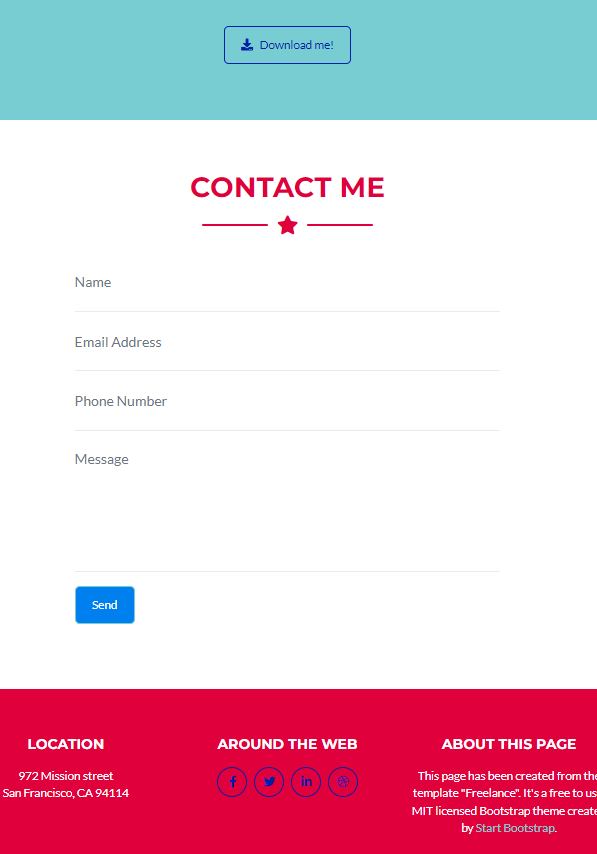 Download me!
CONTACT ME
Name
Email Address
Phone Number
Message
Send
LOCATION
972 Mission street
San Francisco, CA 94114
AROUND THE WEB
ABOUT THIS PAGE
This page has been created from the
template "Freelance". It's a free to
MIT licensed Bootstrap theme
by Start Bootstrap.